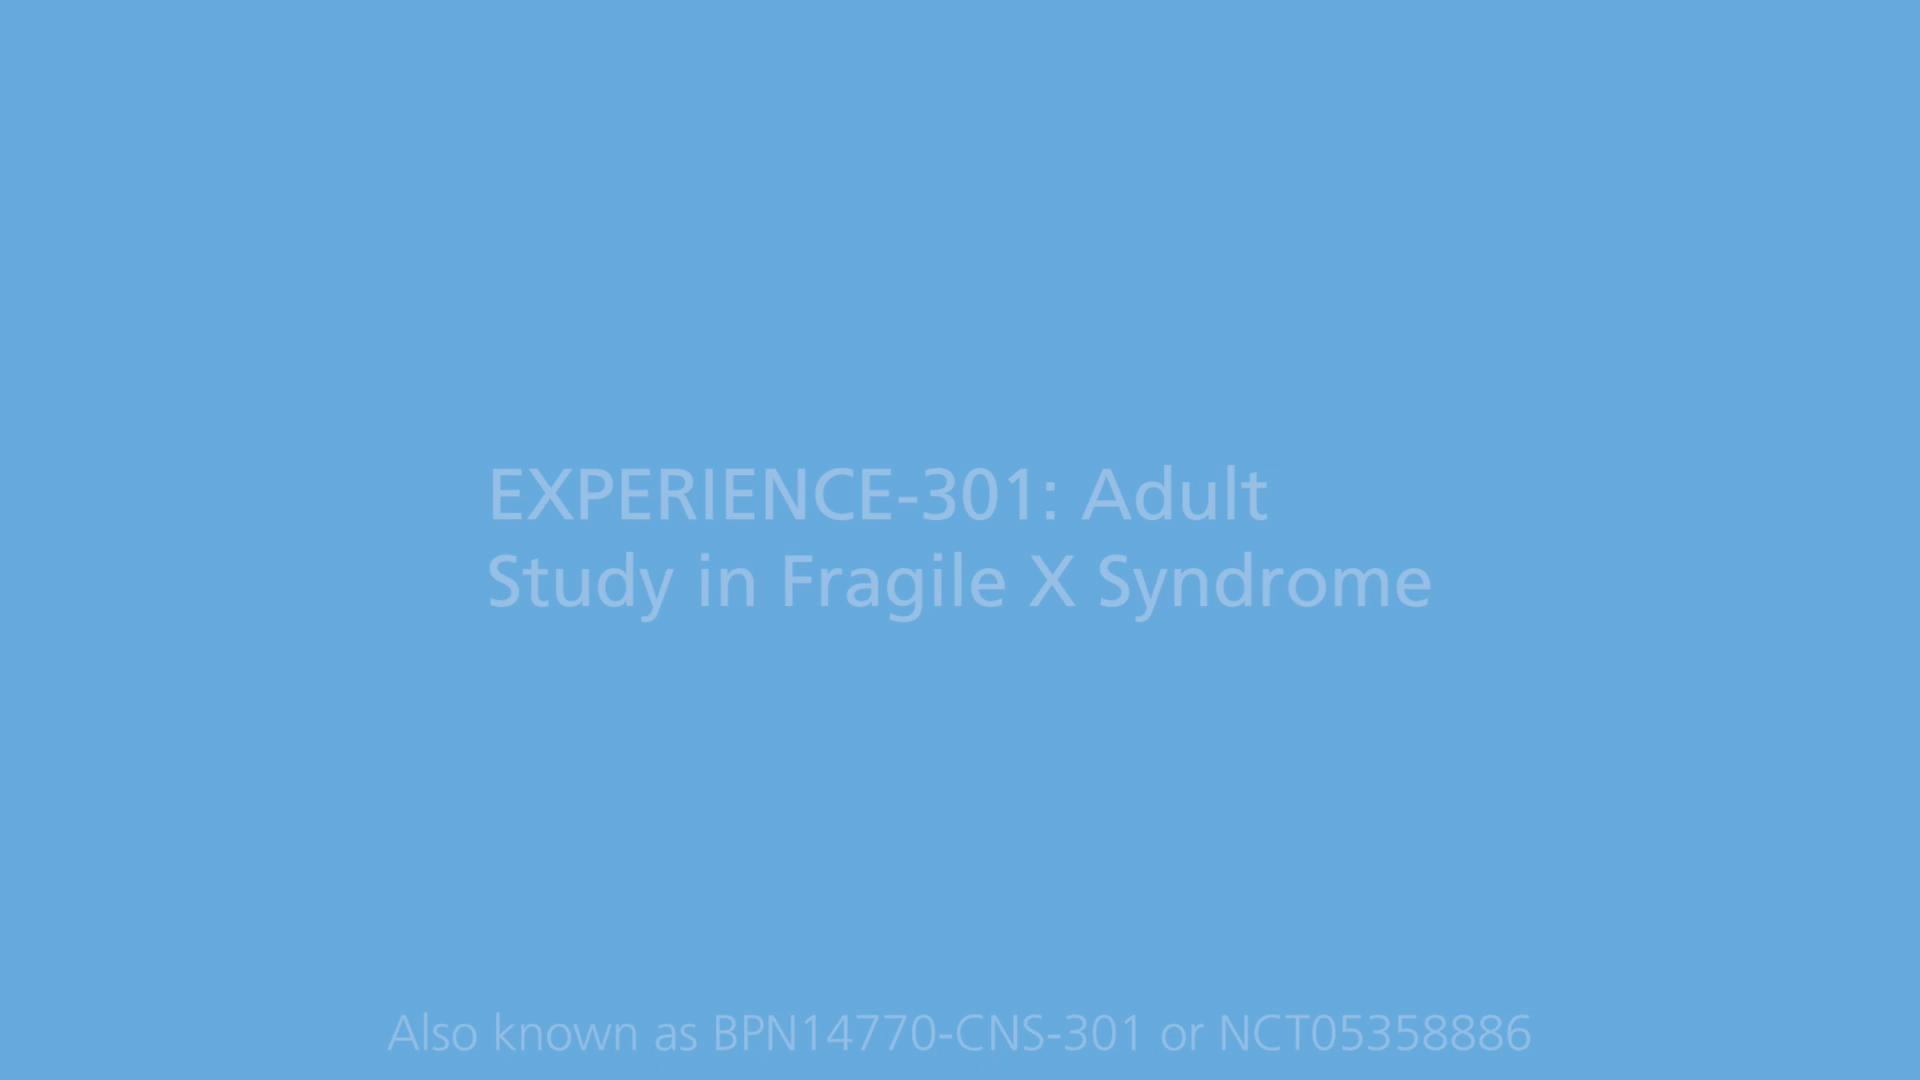 EXPERIENCE-301: Adult
Study in Fragile X Syndrome
Also known as BPN14770-CNS-301 or NCT05358886